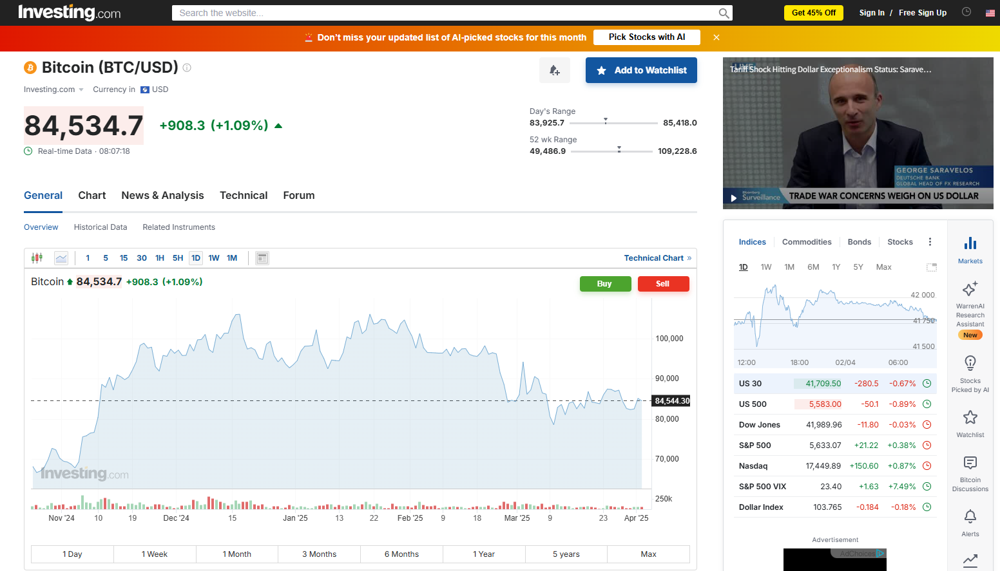 Investing.com
Search the website...
Get 45% Off
Sign In / Free Sign Up
Don't miss your updated list of AI-picked stocks for this month
Pick Stocks with AI
Bitcoin (BTC/USD)
Add to Watchlist
Investing.com
Currency in USD
84,534.7
+908.3 (+1.09%)
Real-time Data · 08:07:18
Day's Range
83,925.7 85,418.0
52 wk Range
49,486.9 109,228.6
General Chart News & Analysis Technical Forum
Overview Historical Data Related Instruments
1 5 15 30 1H 5H 1D 1W 1M
Technical Chart »
Bitcoin 84,534.7 +908.3 (+1.09%)
Buy Sell
100,000
90,000
84,544.30
80,000
70,000
Investing.com
250k
Nov '24 10 19 Dec '24 15 Jan '25 13 22 Feb '25 9 18 Mar '25 9 23 Apr '25
1 Day 1 Week 1 Month 3 Months 6 Months 1 Year 5 years Max
Tariff Shock Hitting Dollar Exceptionalism Status: Sarave...
GEORGE SARAVELOS
DEUTSCHE BANK
GLOBAL HEAD OF FX RESEARCH
Bloomberg
Surveillance
TRADE WAR CONCERNS WEIGH ON US DOLLAR
Indices Commodities Bonds Stocks
1D 1W 1M 6M 1Y 5Y Max
42 000
41 750
41 500
12:00 18:00 02/04 06:00
US 30 41,709.50 -280.5 -0.67%
US 500 5,583.00 -50.1 -0.89%
Dow Jones 41,989.96 -11.80 -0.03%
S&P 500 5,633.07 +21.22 +0.38%
Nasdaq 17,449.89 +150.60 +0.87%
S&P 500 VIX 23.40 +1.63 +7.49%
Dollar Index 103.765 -0.184 -0.18%
Advertisement
AdChoices
Markets
WarrenAI
Research
Assistant
New
Stocks
Picked by AI
Watchlist
Bitcoin
Discussions
Alerts